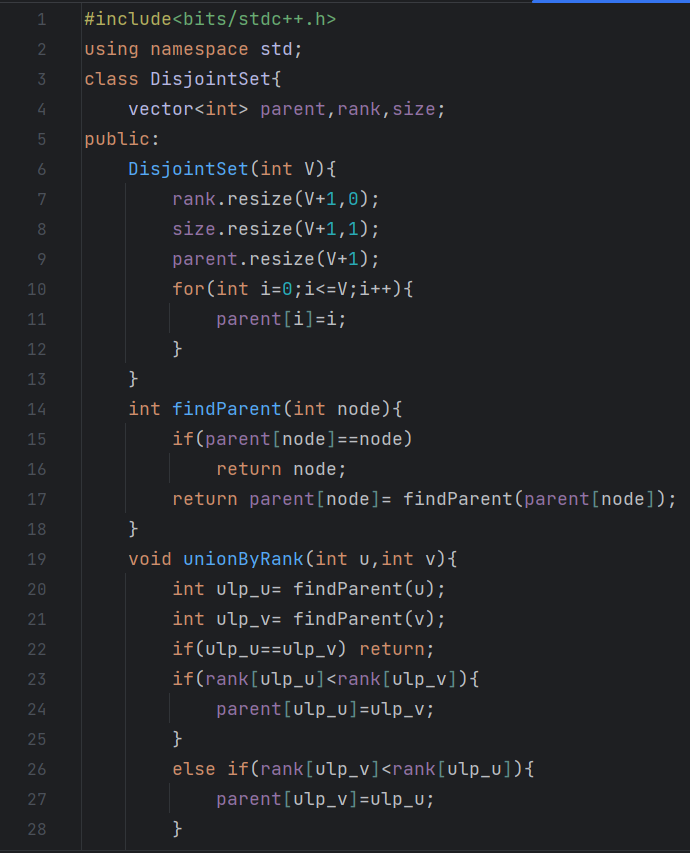 1 #include<bits/stdc++.h>
2 using namespace std;
3 class DisjointSet{
4     vector<int> parent,rank,size;
5 public:
6     DisjointSet(int V){
7         rank.resize(V+1,0);
8         size.resize(V+1,1);
9         parent.resize(V+1);
10         for(int i=0;i<=V;i++){
11             parent[i]=i;
12         }
13     }
14     int findParent(int node){
15         if(parent[node]==node)
16             return node;
17         return parent[node]= findParent(parent[node]);
18     }
19     void unionByRank(int u,int v){
20         int ulp_u= findParent(u);
21         int ulp_v= findParent(v);
22         if(ulp_u==ulp_v) return;
23         if(rank[ulp_u]<rank[ulp_v]){
24             parent[ulp_u]=ulp_v;
25         }
26         else if(rank[ulp_v]<rank[ulp_u]){
27             parent[ulp_v]=ulp_u;
28         }